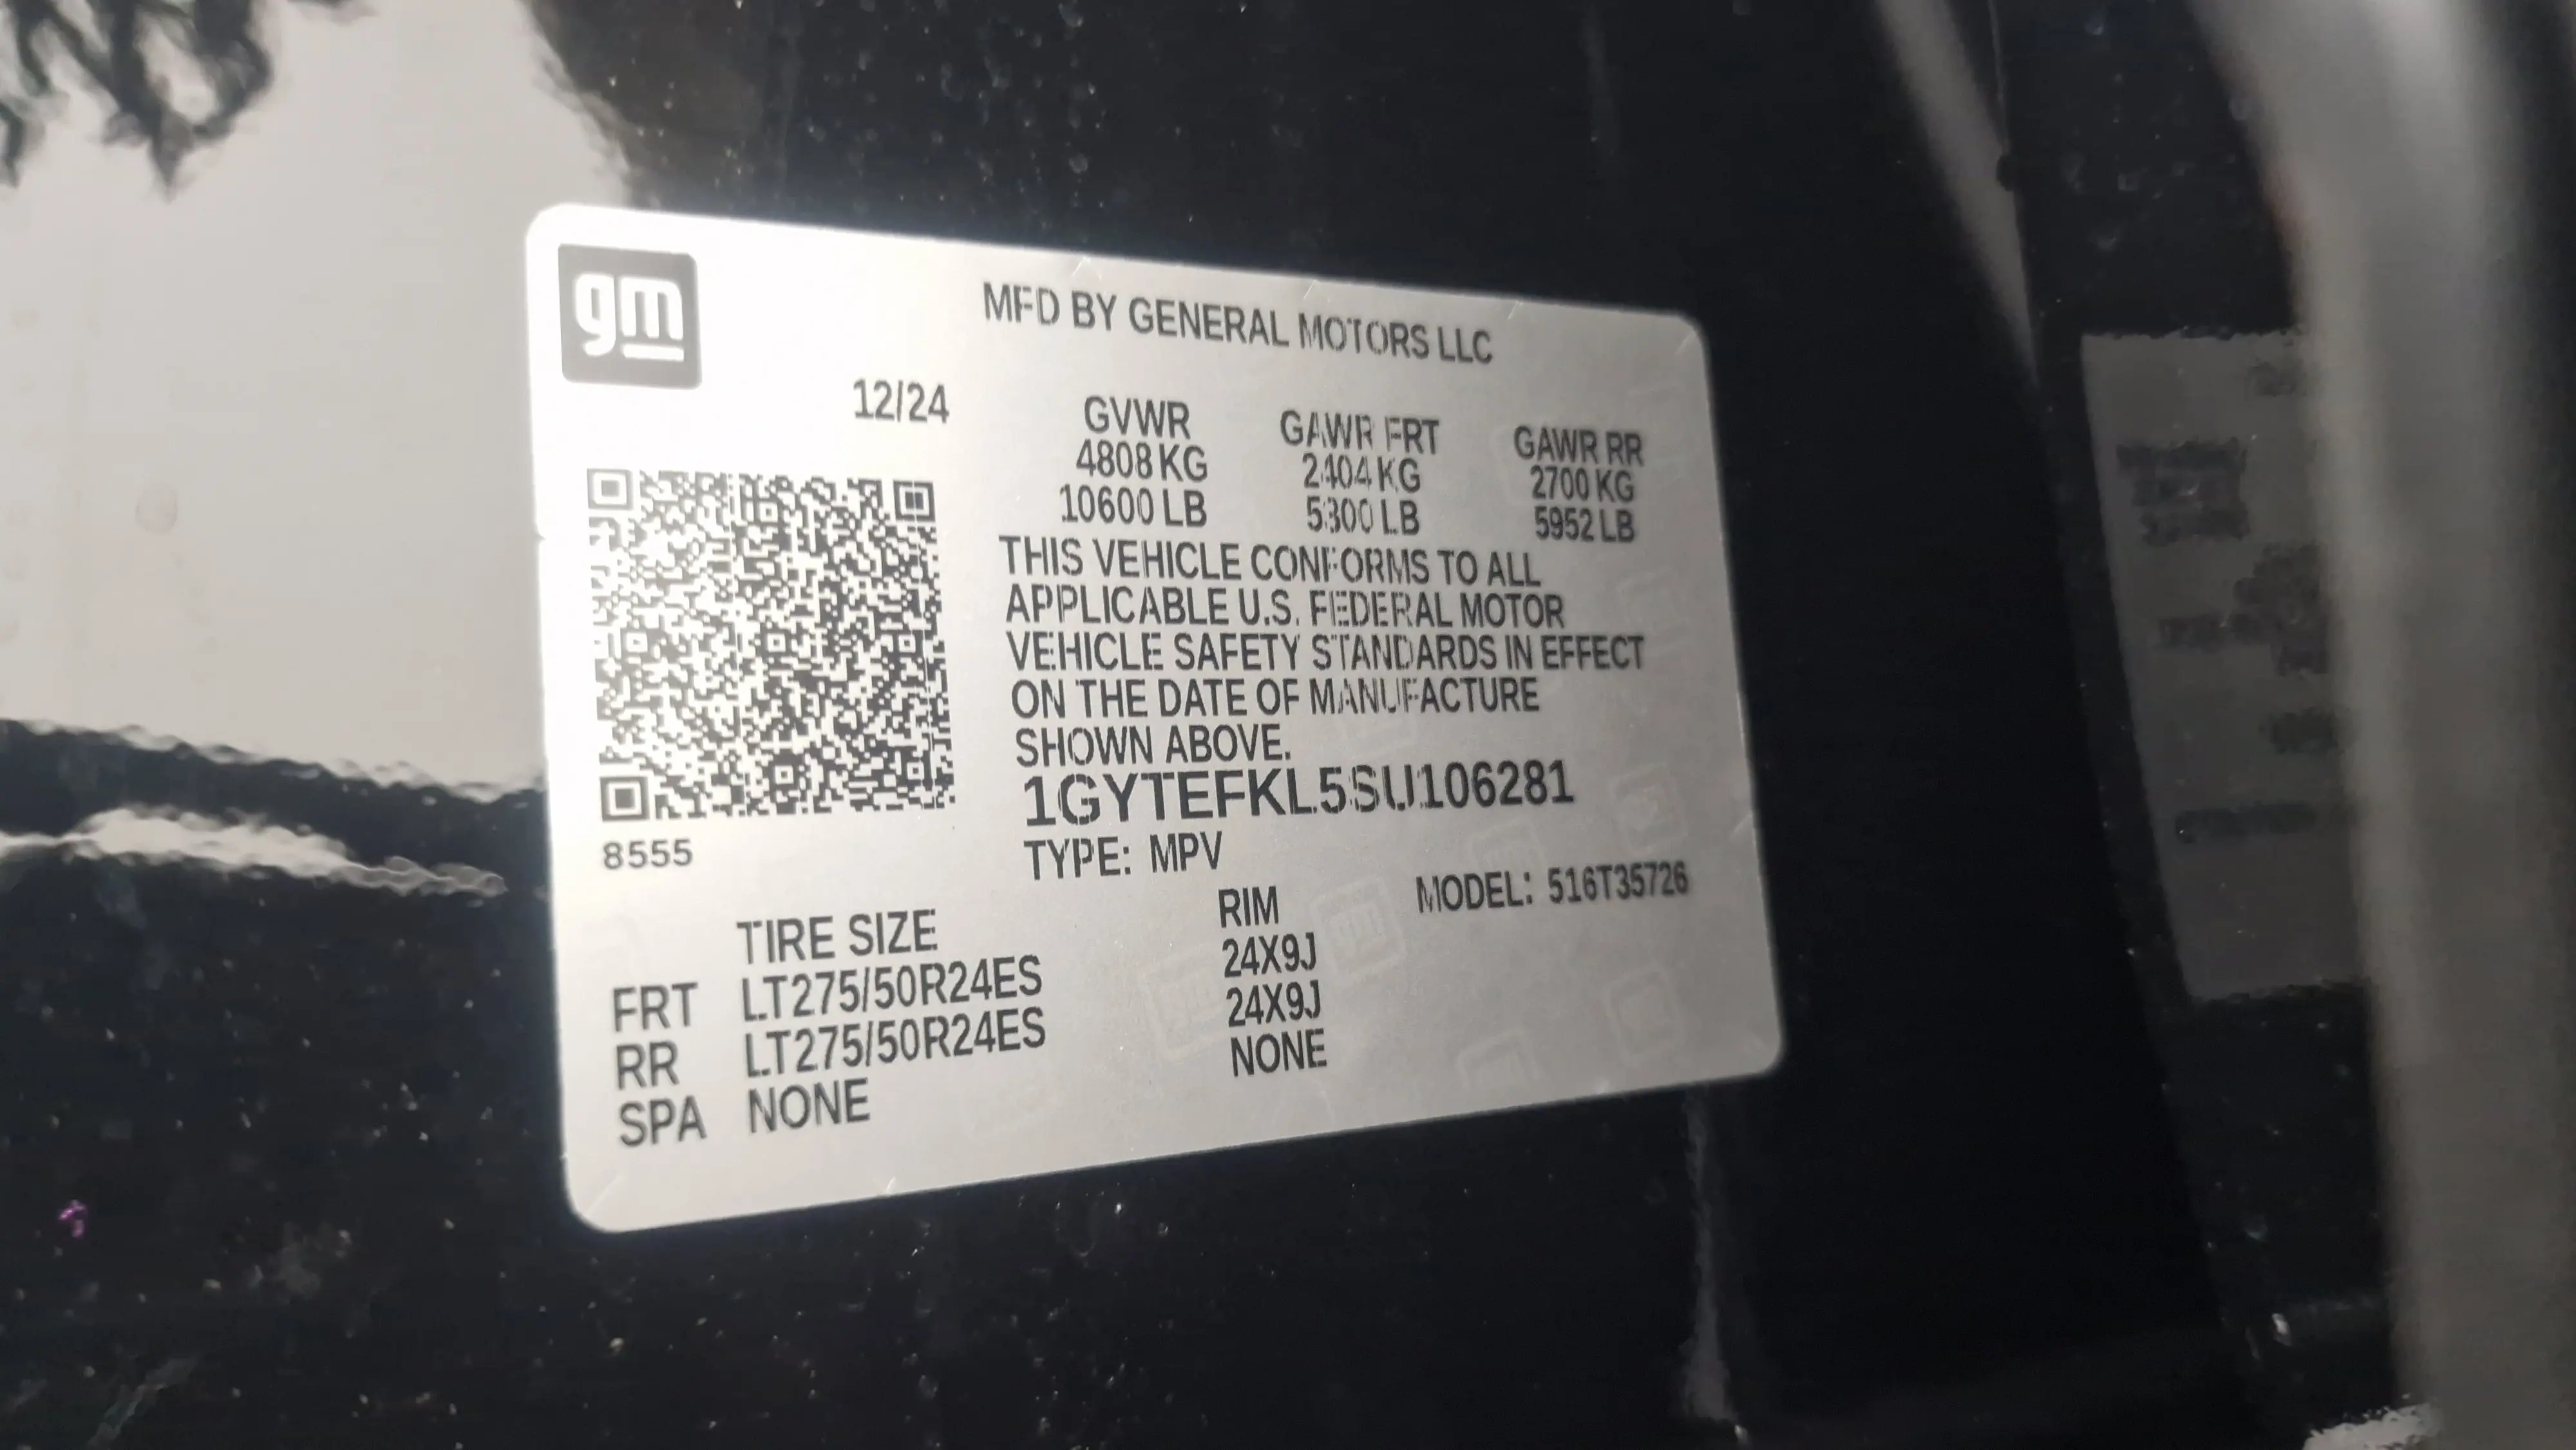 gm
MFD BY GENERAL MOTORS LLC
12/24
GVWR GAWR FRT GAWR RR
4808 KG 2404 KG 2700 KG
10600 LB 5300 LB 5952 LB
THIS VEHICLE CONFORMS TO ALL
APPLICABLE U.S. FEDERAL MOTOR
VEHICLE SAFETY STANDARDS IN EFFECT
ON THE DATE OF MANUFACTURE
SHOWN ABOVE.
1GYTEFKL5SU106281
8555
TYPE: MPV
MODEL: 516T35726
TIRE SIZE RIM
FRT LT275/50R24ES 24X9J
RR LT275/50R24ES 24X9J
SPA NONE NONE